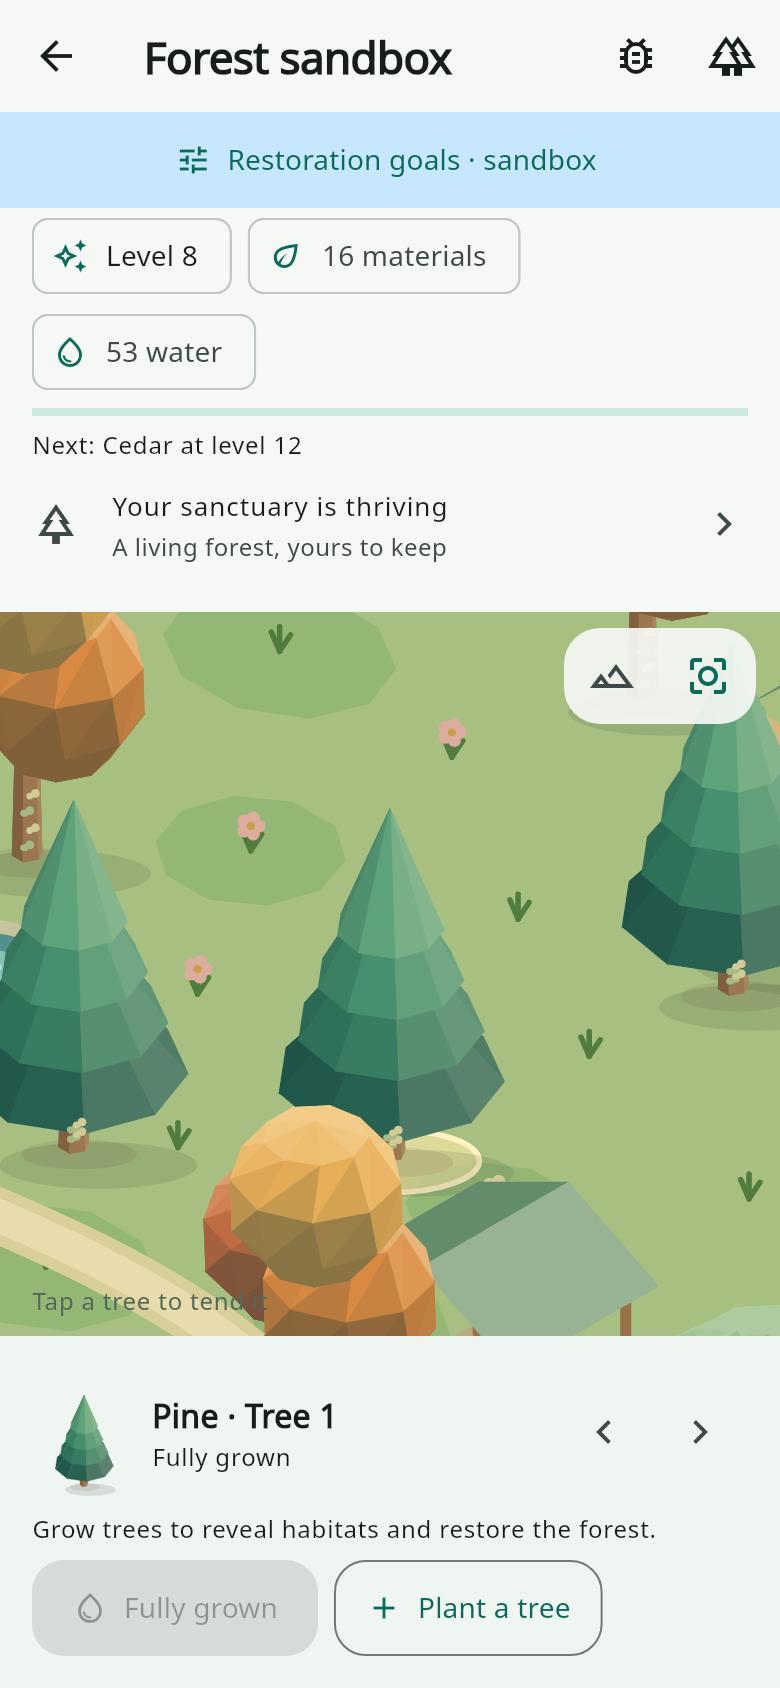 Forest sandbox
Restoration goals · sandbox
Level 8
16 materials
53 water
Next: Cedar at level 12
Your sanctuary is thriving
A living forest, yours to keep
Tap a tree to tend it
Pine · Tree 1
Fully grown
Grow trees to reveal habitats and restore the forest.
Fully grown
Plant a tree